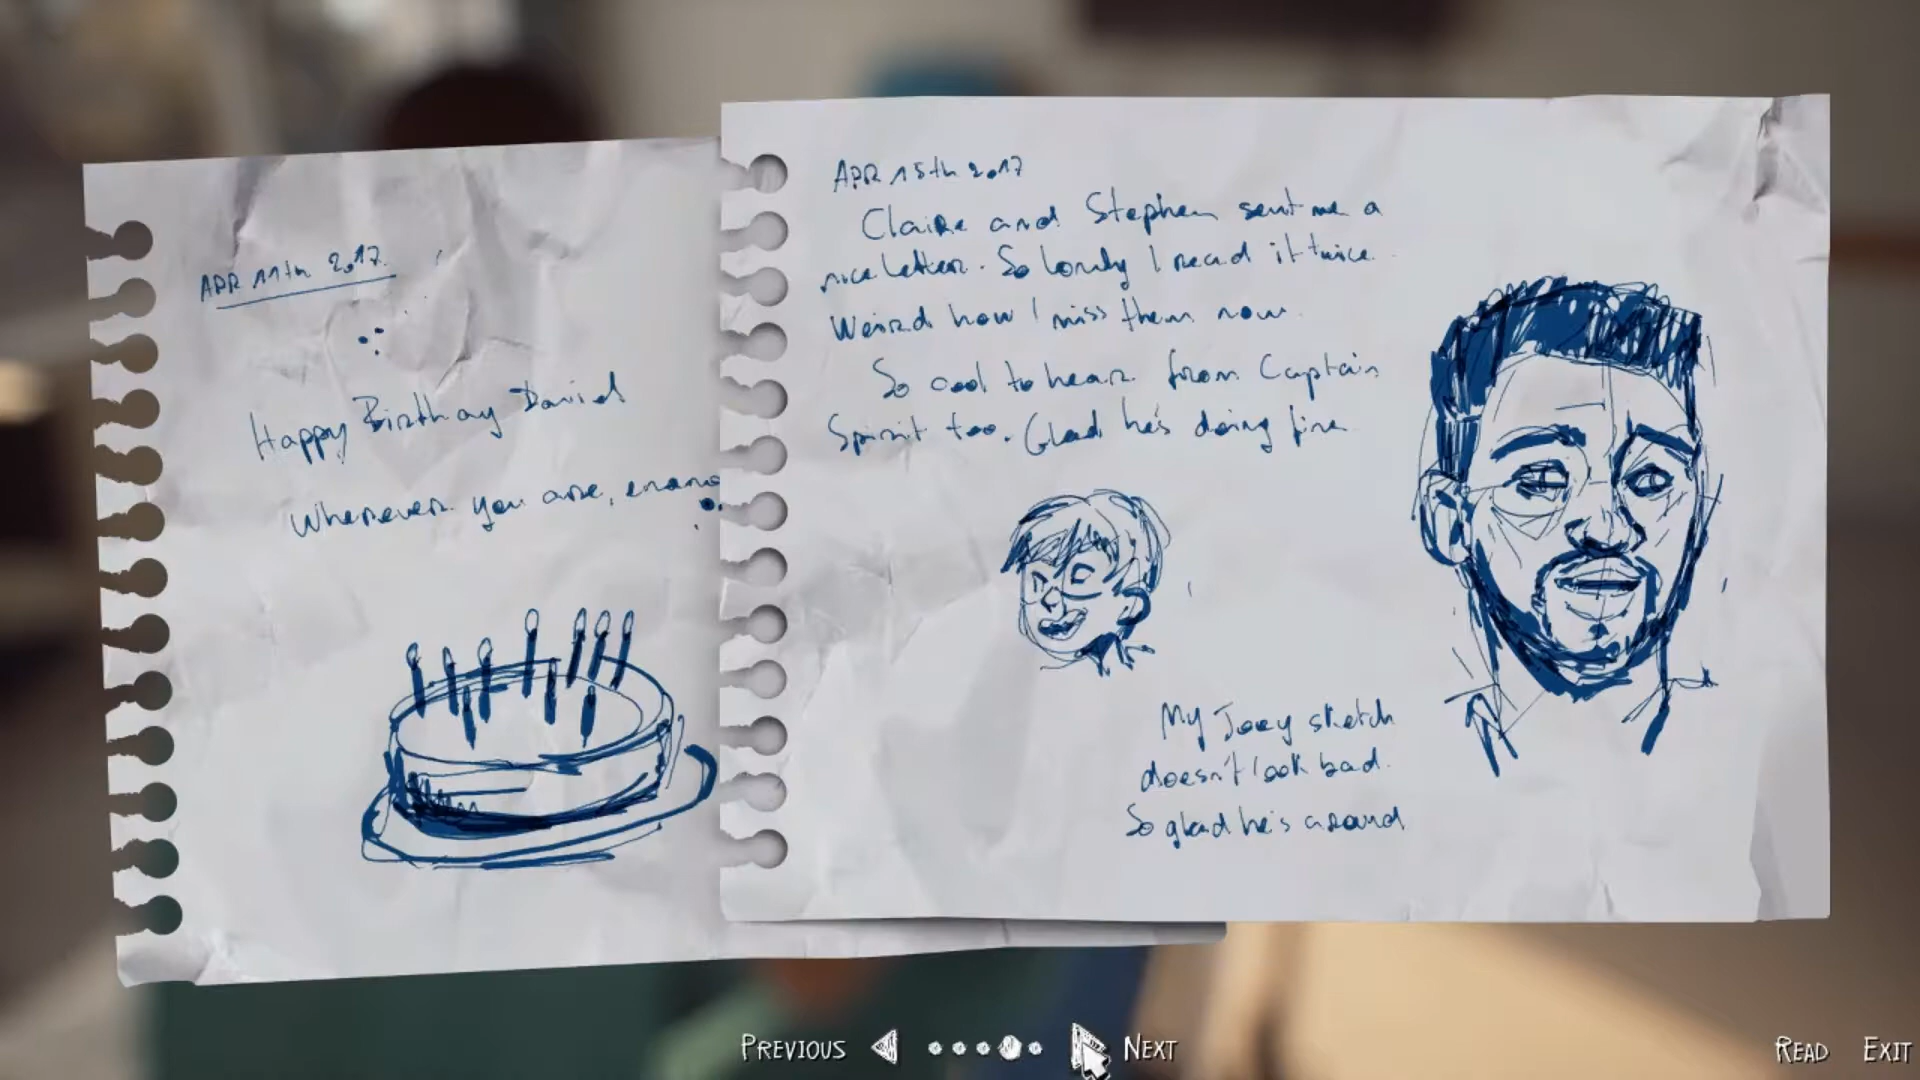 APR 11th 2017
Happy Birthay Daniel
Wherever you are, enano
APR 15th 2017
Claire and Stephen sent me a
nice letter. So lonely I read it twice.
Weird how I miss them now.
So cool to hear from Captain
Spirit too. Glad he's doing fine
My Joey sketch
doesn't look bad.
So glad he's around
PREVIOUS
NEXT
READ
EXIT